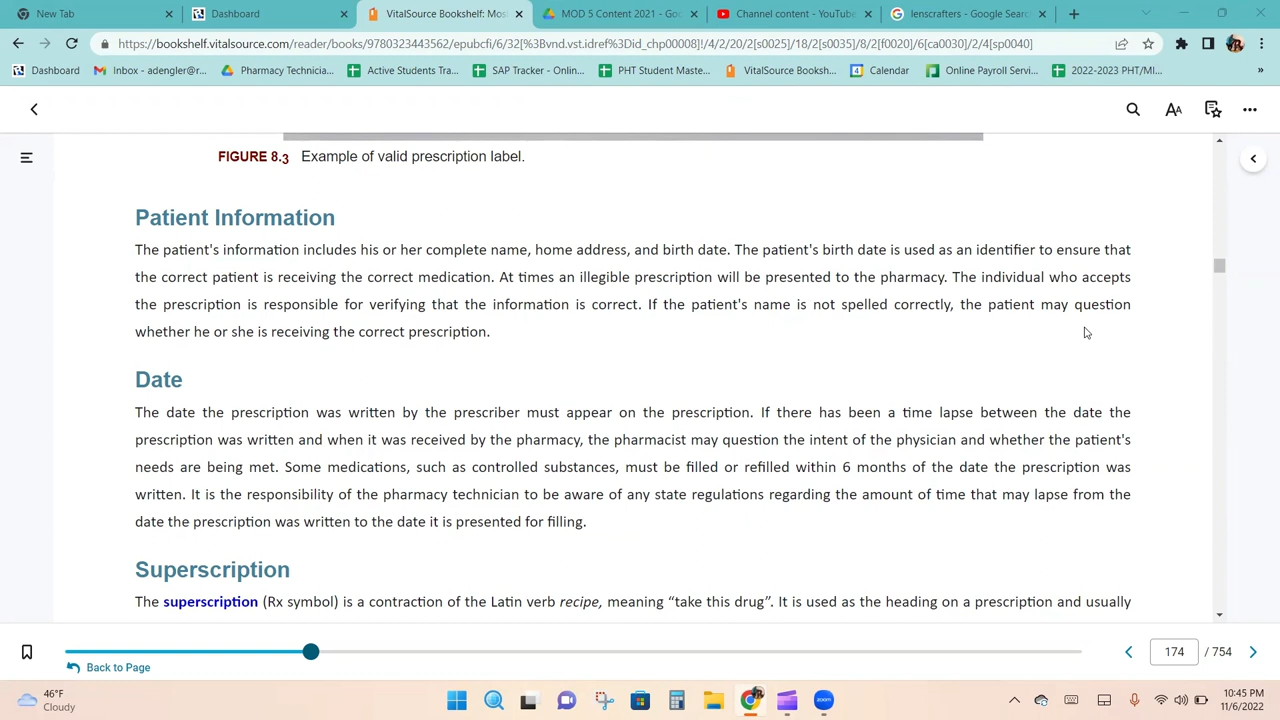 New Tab
Dashboard
VitalSource Bookshelf: Mos
MOD 5 Content 2021 - Go
Channel content - YouTube
lenscrafters - Google Searc
https://bookshelf.vitalsource.com/reader/books/9780323443562/epubcfi/6/32[%3Bvnd.vst.idref%3Did_chp00008]!/4/2/20/2[s0025]/18/2[s0035]/8/2[f0020]/6[ca0030]/2/4[sp0040]
Dashboard
Inbox - adengler@r...
Pharmacy Technicia...
Active Students Tra...
SAP Tracker - Onlin...
PHT Student Maste...
VitalSource Booksh...
Calendar
Online Payroll Servi...
2022-2023 PHT/MI...
»
FIGURE 8.3 Example of valid prescription label.
Patient Information
The patient's information includes his or her complete name, home address, and birth date. The patient's birth date is used as an identifier to ensure that
the correct patient is receiving the correct medication. At times an illegible prescription will be presented to the pharmacy. The individual who accepts
the prescription is responsible for verifying that the information is correct. If the patient's name is not spelled correctly, the patient may question
whether he or she is receiving the correct prescription.
Date
The date the prescription was written by the prescriber must appear on the prescription. If there has been a time lapse between the date the
prescription was written and when it was received by the pharmacy, the pharmacist may question the intent of the physician and whether the patient's
needs are being met. Some medications, such as controlled substances, must be filled or refilled within 6 months of the date the prescription was
written. It is the responsibility of the pharmacy technician to be aware of any state regulations regarding the amount of time that may lapse from the
date the prescription was written to the date it is presented for filling.
Superscription
The superscription (Rx symbol) is a contraction of the Latin verb recipe, meaning “take this drug”. It is used as the heading on a prescription and usually
Back to Page
174 / 754
46°F
Cloudy
zoom
10:45 PM
11/6/2022